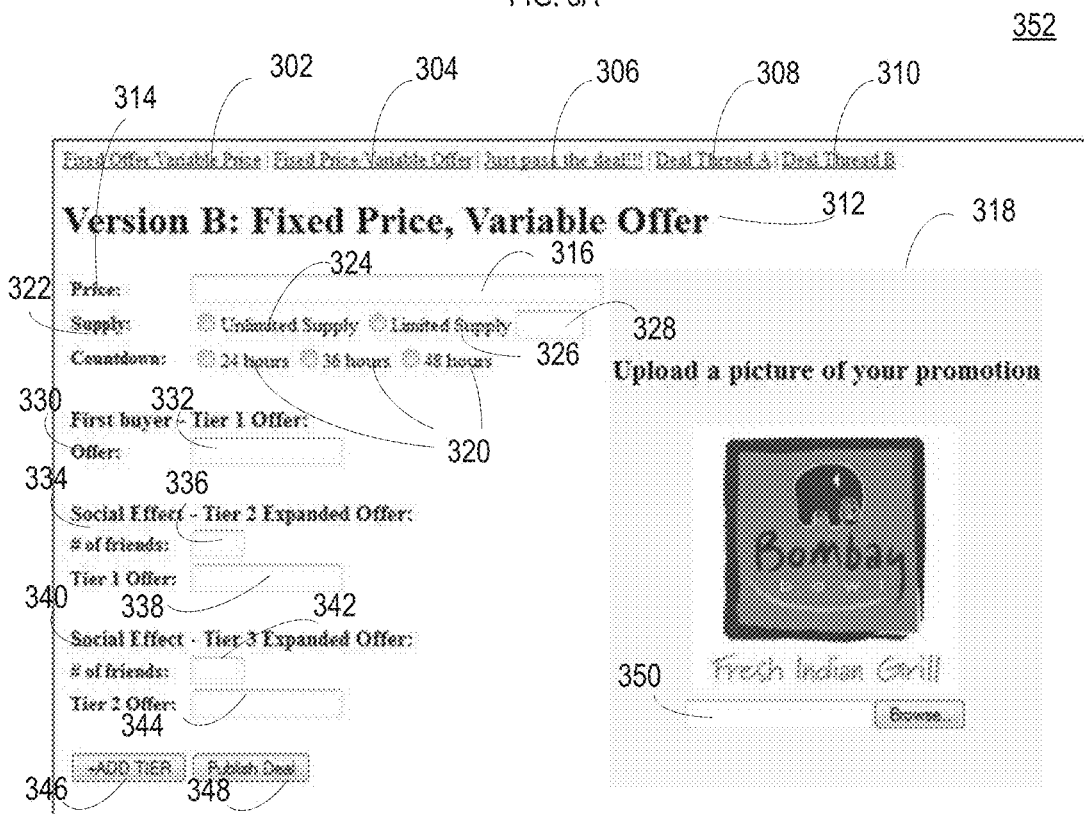 352
302 304 306 308 310
314
Fixed Offer Variable Price | Fixed Price Variable Offer | Just pass the deal!!! | Deal Thread A | Deal Thread B
Version B: Fixed Price, Variable Offer 312 318
324 316
322 Price:
Supply: Unlimited Supply Limited Supply 328
326
Countdown: 24 hours 36 hours 48 hours
Upload a picture of your promotion
330 332
First buyer - Tier 1 Offer:
320
Offer:
334 336
Social Effect - Tier 2 Expanded Offer:
# of friends:
Bombay
Tier 1 Offer:
340 338 342
Social Effect - Tier 3 Expanded Offer:
# of friends:
Fresh Indian Grill
350
Tier 2 Offer:
Browse...
344
+ADD TIER Publish Deal
346 348